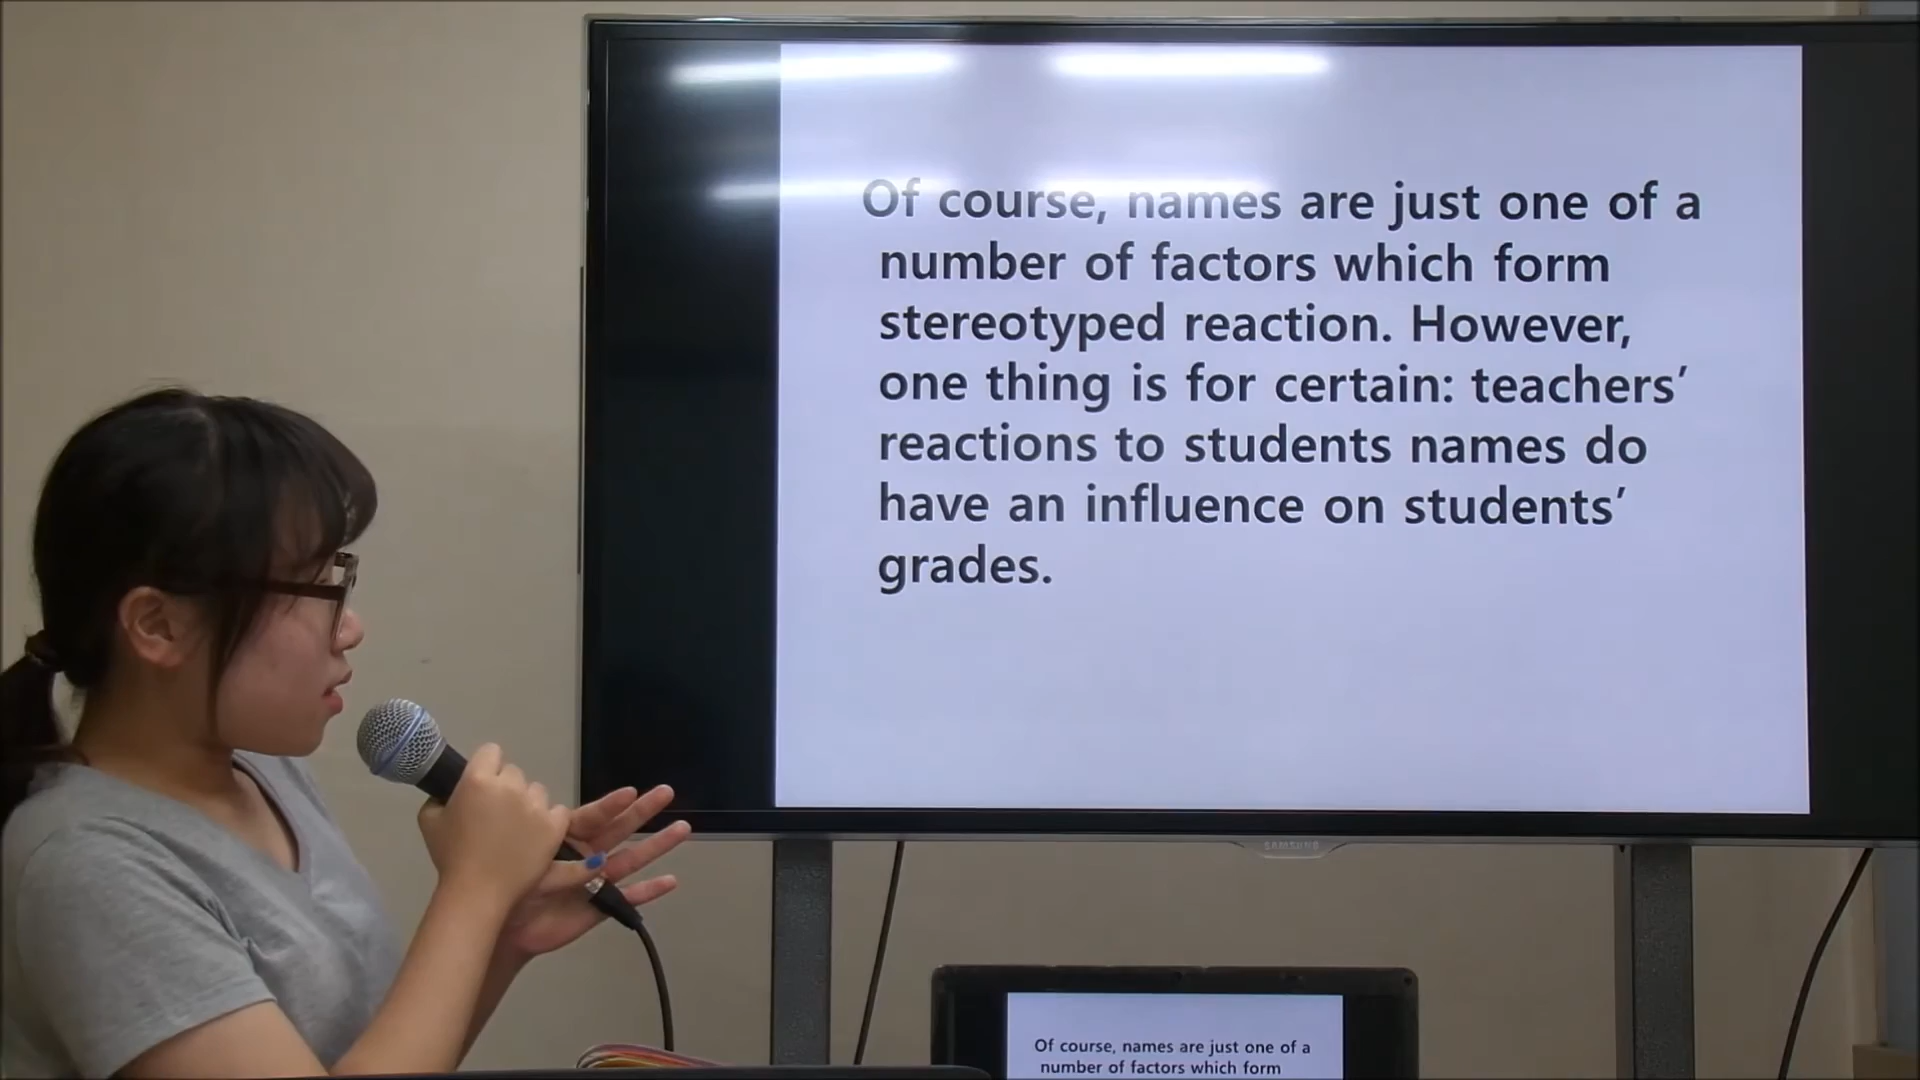 Of course, names are just one of a
number of factors which form
stereotyped reaction. However,
one thing is for certain: teachers’
reactions to students names do
have an influence on students’
grades.
SAMSUNG
Of course, names are just one of a
number of factors which form